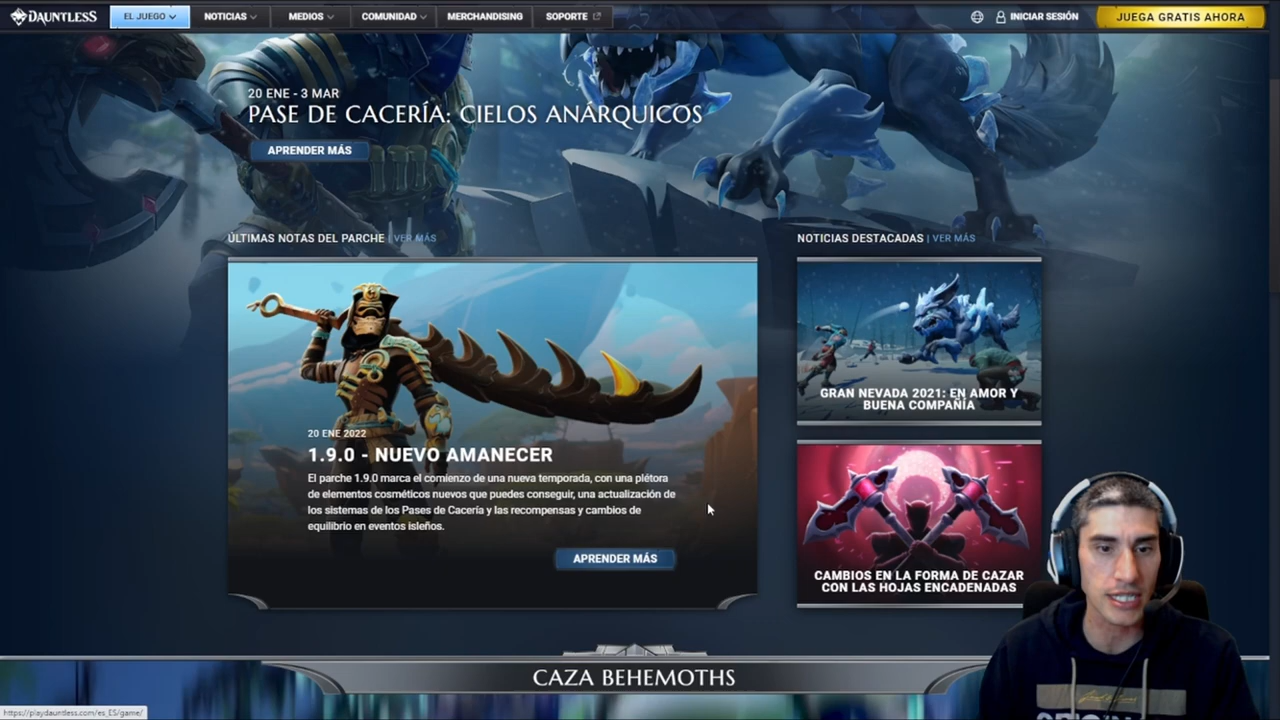 DAUNTLESS
EL JUEGO
NOTICIAS
MEDIOS
COMUNIDAD
MERCHANDISING
SOPORTE
INICIAR SESIÓN
JUEGA GRATIS AHORA
20 ENE - 3 MAR
PASE DE CACERÍA: CIELOS ANÁRQUICOS
APRENDER MÁS
ÚLTIMAS NOTAS DEL PARCHE | VER MÁS
20 ENE 2022
1.9.0 - NUEVO AMANECER
El parche 1.9.0 marca el comienzo de una nueva temporada, con una plétora
de elementos cosméticos nuevos que puedes conseguir, una actualización de
los sistemas de los Pases de Cacería y las recompensas y cambios de
equilibrio en eventos isleños.
APRENDER MÁS
NOTICIAS DESTACADAS | VER MÁS
GRAN NEVADA 2021: EN AMOR Y
BUENA COMPAÑÍA
CAMBIOS EN LA FORMA DE CAZAR
CON LAS HOJAS ENCADENADAS
CAZA BEHEMOTHS
https://playdauntless.com/es_ES/game/